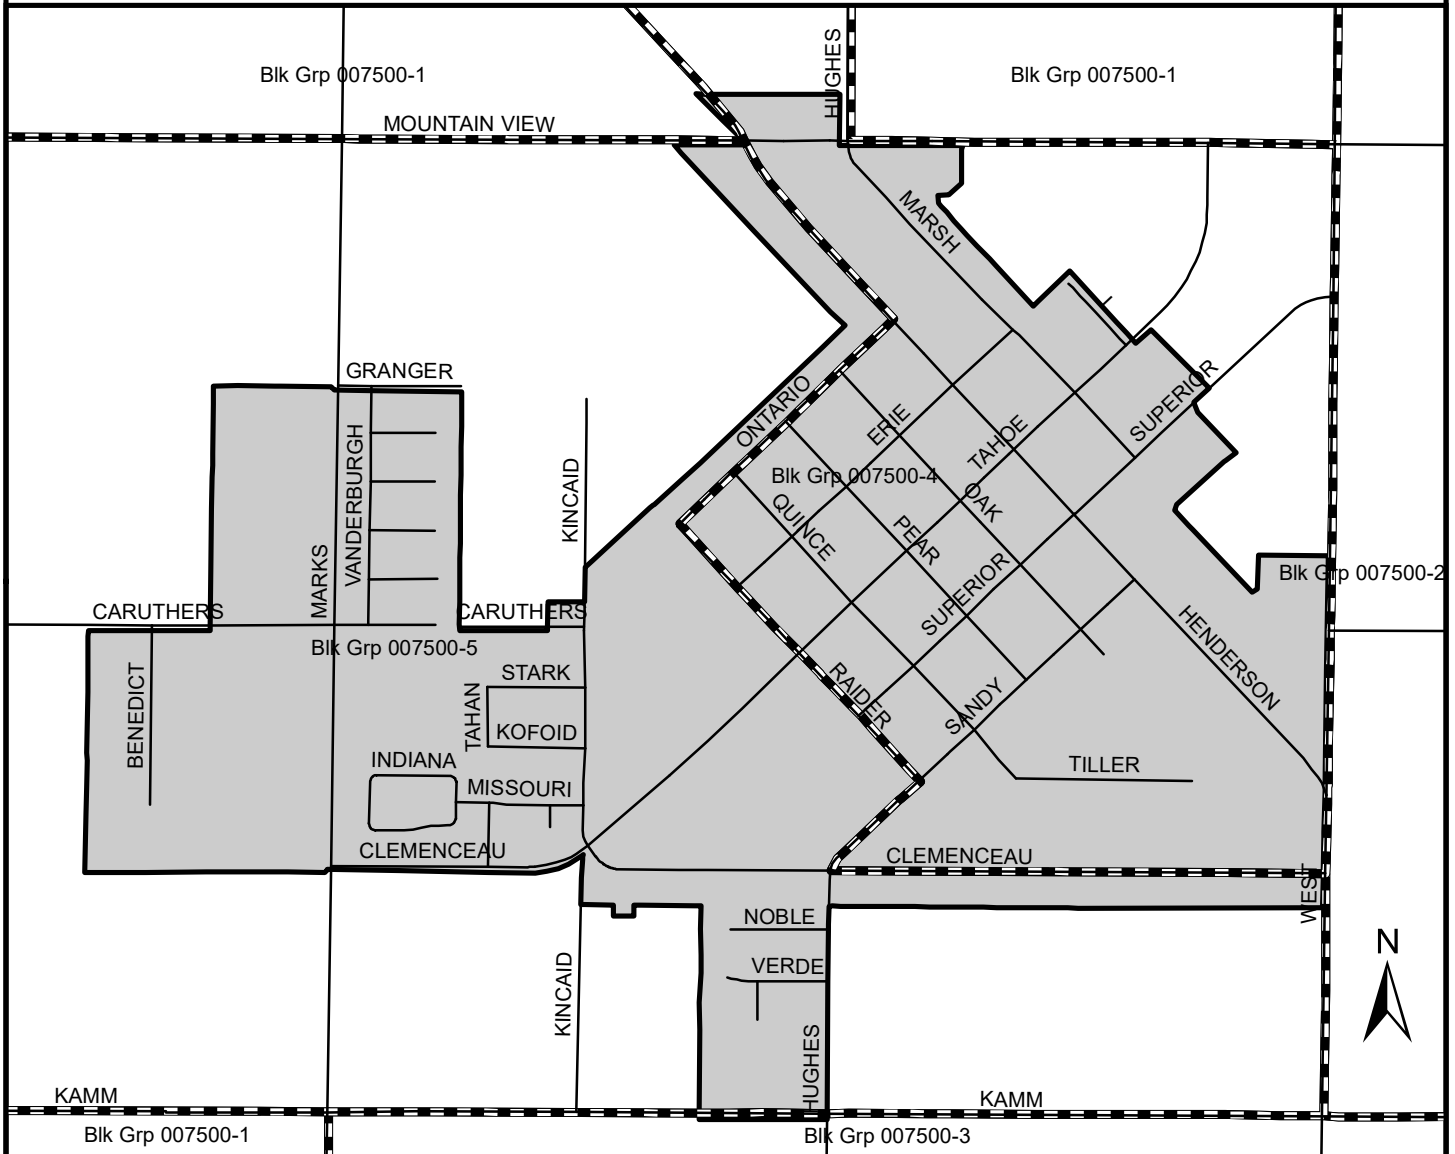 Blk Grp 007500-1
HUGHES
Blk Grp 007500-1
MOUNTAIN VIEW
MARSH
GRANGER
ONTARIO
SUPERIOR
ERIE
TAHOE
VANDERBURGH
KINCAID
Blk Grp 007500-4
OAK
QUINCE
PEAR
MARKS
SUPERIOR
Blk Grp 007500-2
CARUTHERS
CARUTHERS
Blk Grp 007500-5
HENDERSON
BENEDICT
STARK
TAHAN
KOFOID
RAIDER
SANDY
INDIANA
MISSOURI
TILLER
CLEMENCEAU
CLEMENCEAU
WEST
NOBLE
N
VERDE
KINCAID
HUGHES
KAMM
KAMM
Blk Grp 007500-1
Blk Grp 007500-3